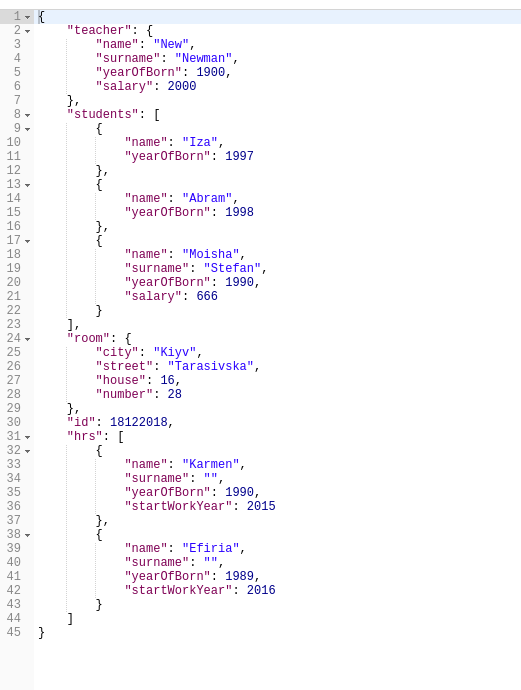 1 {
2     "teacher": {
3         "name": "New",
4         "surname": "Newman",
5         "yearOfBorn": 1900,
6         "salary": 2000
7     },
8     "students": [
9         {
10             "name": "Iza",
11             "yearOfBorn": 1997
12         },
13         {
14             "name": "Abram",
15             "yearOfBorn": 1998
16         },
17         {
18             "name": "Moisha",
19             "surname": "Stefan",
20             "yearOfBorn": 1990,
21             "salary": 666
22         }
23     ],
24     "room": {
25         "city": "Kiyv",
26         "street": "Tarasivska",
27         "house": 16,
28         "number": 28
29     },
30     "id": 18122018,
31     "hrs": [
32         {
33             "name": "Karmen",
34             "surname": "",
35             "yearOfBorn": 1990,
36             "startWorkYear": 2015
37         },
38         {
39             "name": "Efiria",
40             "surname": "",
41             "yearOfBorn": 1989,
42             "startWorkYear": 2016
43         }
44     ]
45 }